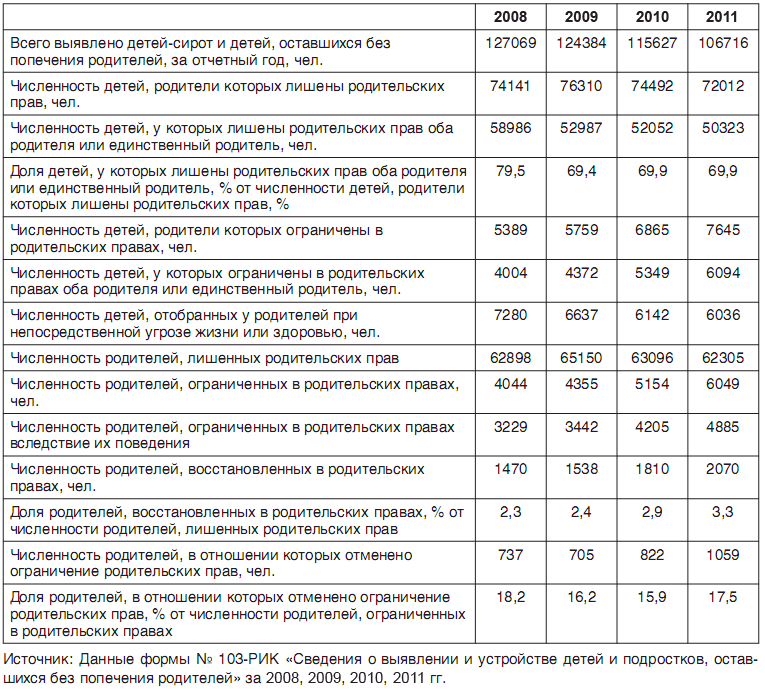 2008 2009 2010 2011
Всего выявлено детей-сирот и детей, оставшихся без
попечения родителей, за отчетный год, чел. 127069 124384 115627 106716
Численность детей, родители которых лишены родительских
прав, чел. 74141 76310 74492 72012
Численность детей, у которых лишены родительских прав оба
родителя или единственный родитель, чел. 58986 52987 52052 50323
Доля детей, у которых лишены родительских прав оба родителя
или единственный родитель, % от численности детей, родители
которых лишены родительских прав, % 79,5 69,4 69,9 69,9
Численность детей, родители которых ограничены в
родительских правах, чел. 5389 5759 6865 7645
Численность детей, у которых ограничены в родительских
правах оба родителя или единственный родитель, чел. 4004 4372 5349 6094
Численность детей, отобранных у родителей при
непосредственной угрозе жизни или здоровью, чел. 7280 6637 6142 6036
Численность родителей, лишенных родительских прав 62898 65150 63096 62305
Численность родителей, ограниченных в родительских правах,
чел. 4044 4355 5154 6049
Численность родителей, ограниченных в родительских правах
вследствие их поведения 3229 3442 4205 4885
Численность родителей, восстановленных в родительских
правах, чел. 1470 1538 1810 2070
Доля родителей, восстановленных в родительских правах, % от
численности родителей, лишенных родительских прав 2,3 2,4 2,9 3,3
Численность родителей, в отношении которых отменено
ограничение родительских прав, чел. 737 705 822 1059
Доля родителей, в отношении которых отменено ограничение
родительских прав, % от численности родителей, ограниченных
в родительских правах 18,2 16,2 15,9 17,5
Источник: Данные формы № 103-РИК «Сведения о выявлении и устройстве детей и подростков, остав-
шихся без попечения родителей» за 2008, 2009, 2010, 2011 гг.